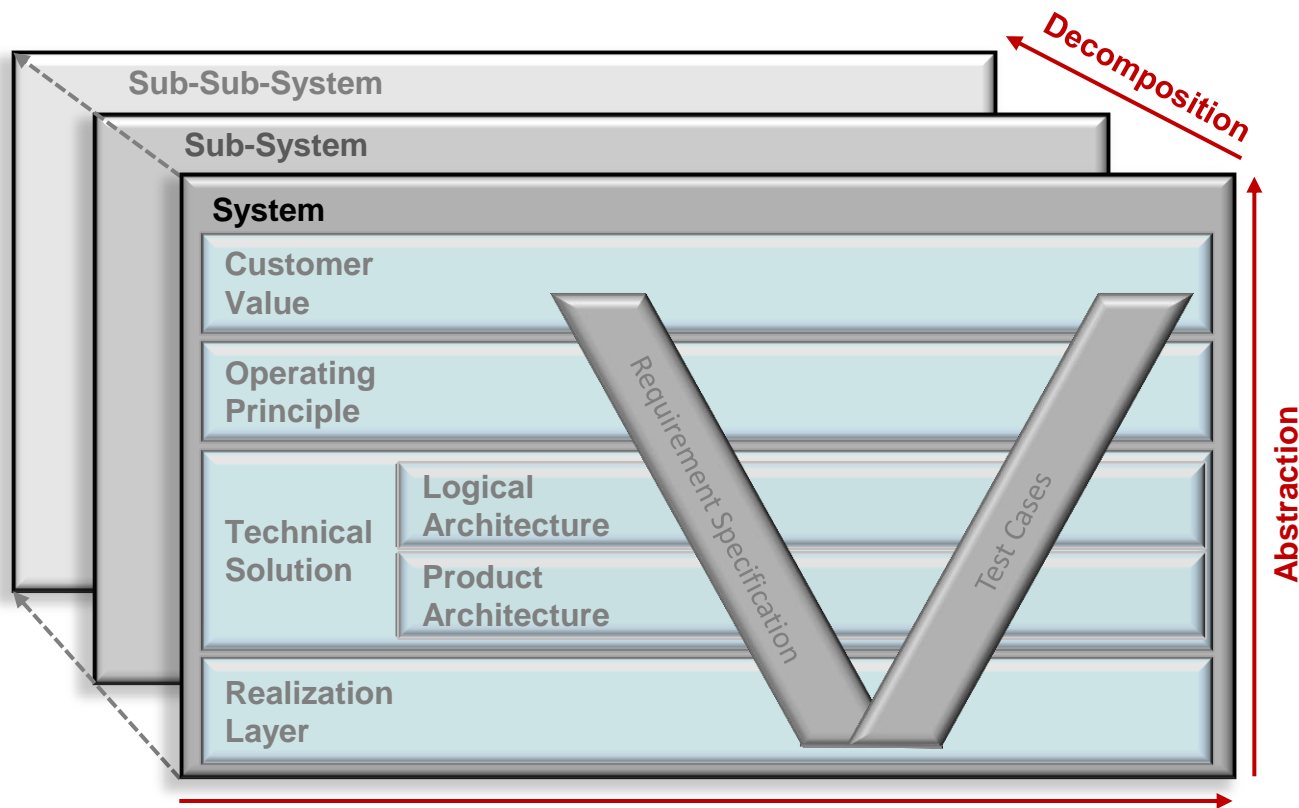 Decomposition
Sub-Sub-System
Sub-System
System
Customer
Value
Operating
Principle
Technical
Solution
Logical
Architecture
Product
Architecture
Realization
Layer
Requirement Specification
Test Cases
Abstraction